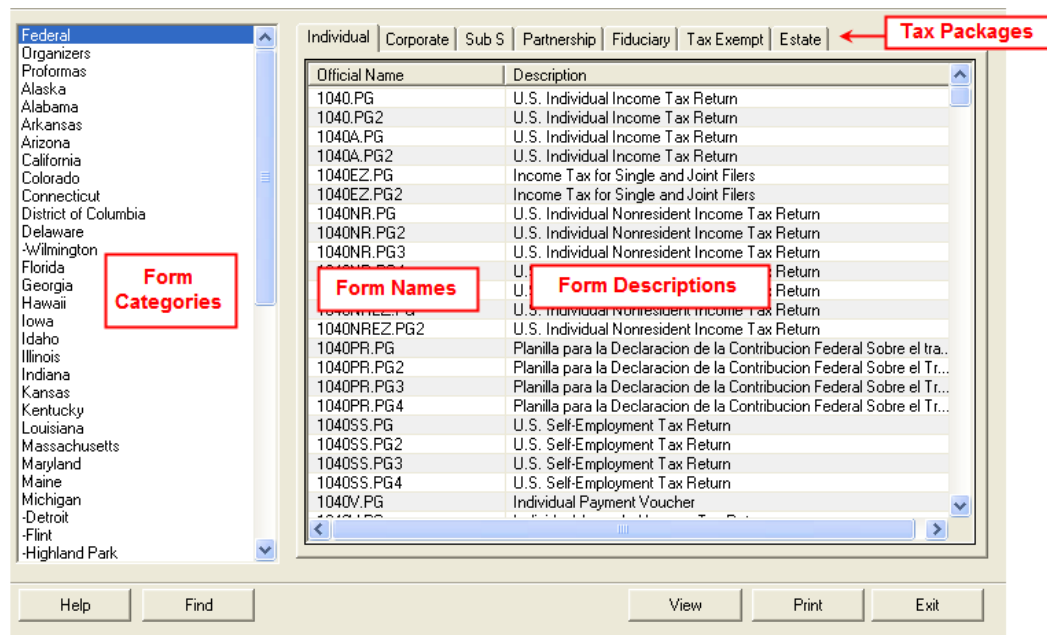 Federal
Organizers
Proformas
Alaska
Alabama
Arkansas
Arizona
California
Colorado
Connecticut
District of Columbia
Delaware
-Wilmington
Florida
Georgia
Hawaii
Iowa
Idaho
Illinois
Indiana
Kansas
Kentucky
Louisiana
Massachusetts
Maryland
Maine
Michigan
-Detroit
-Flint
-Highland Park
Form
Categories
Individual Corporate Sub S Partnership Fiduciary Tax Exempt Estate
Tax Packages
Official Name Description
1040.PG U.S. Individual Income Tax Return
1040.PG2 U.S. Individual Income Tax Return
1040A.PG U.S. Individual Income Tax Return
1040A.PG2 U.S. Individual Income Tax Return
1040EZ.PG Income Tax for Single and Joint Filers
1040EZ.PG2 Income Tax for Single and Joint Filers
1040NR.PG U.S. Individual Nonresident Income Tax Return
1040NR.PG2 U.S. Individual Nonresident Income Tax Return
1040NR.PG3 U.S. Individual Nonresident Income Tax Return
Return
Return
Form Names Form Descriptions
U.S. Individual Nonresident Income Tax Return
1040NREZ.PG2 U.S. Individual Nonresident Income Tax Return
1040PR.PG Planilla para la Declaracion de la Contribucion Federal Sobre el tra..
1040PR.PG2 Planilla para la Declaracion de la Contribucion Federal Sobre el Tr...
1040PR.PG3 Planilla para la Declaracion de la Contribucion Federal Sobre el Tr...
1040PR.PG4 Planilla para la Declaracion de la Contribucion Federal Sobre el Tr...
1040SS.PG U.S. Self-Employment Tax Return
1040SS.PG2 U.S. Self-Employment Tax Return
1040SS.PG3 U.S. Self-Employment Tax Return
1040SS.PG4 U.S. Self-Employment Tax Return
1040V.PG Individual Payment Voucher
Help Find View Print Exit